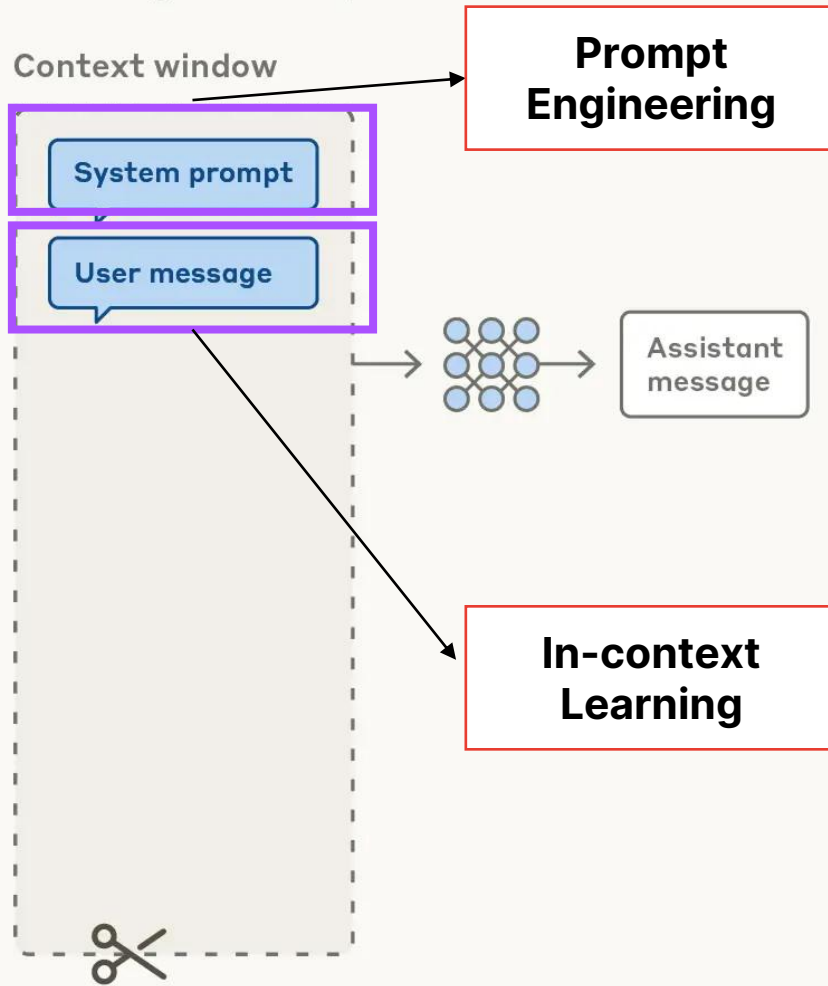 Context window
Prompt
Engineering
System prompt
User message
Assistant
message
In-context
Learning